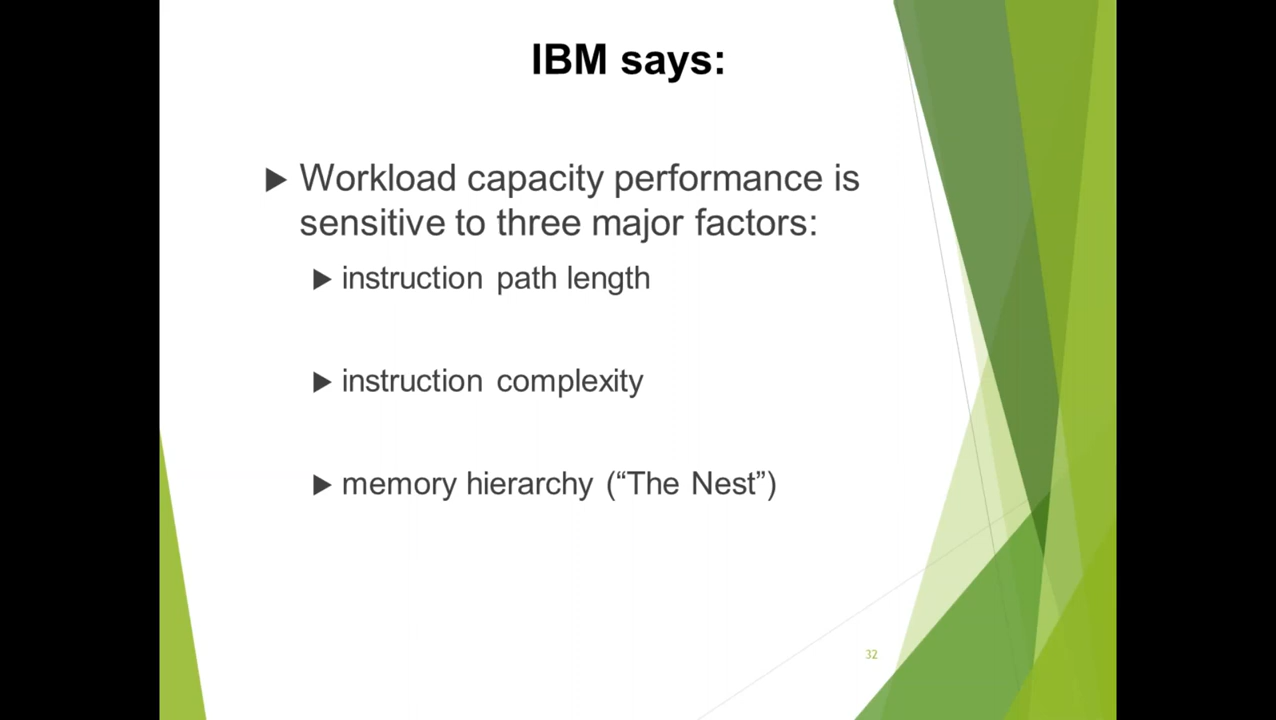 IBM says:
Workload capacity performance is
sensitive to three major factors:
instruction path length
instruction complexity
memory hierarchy (“The Nest”)
32